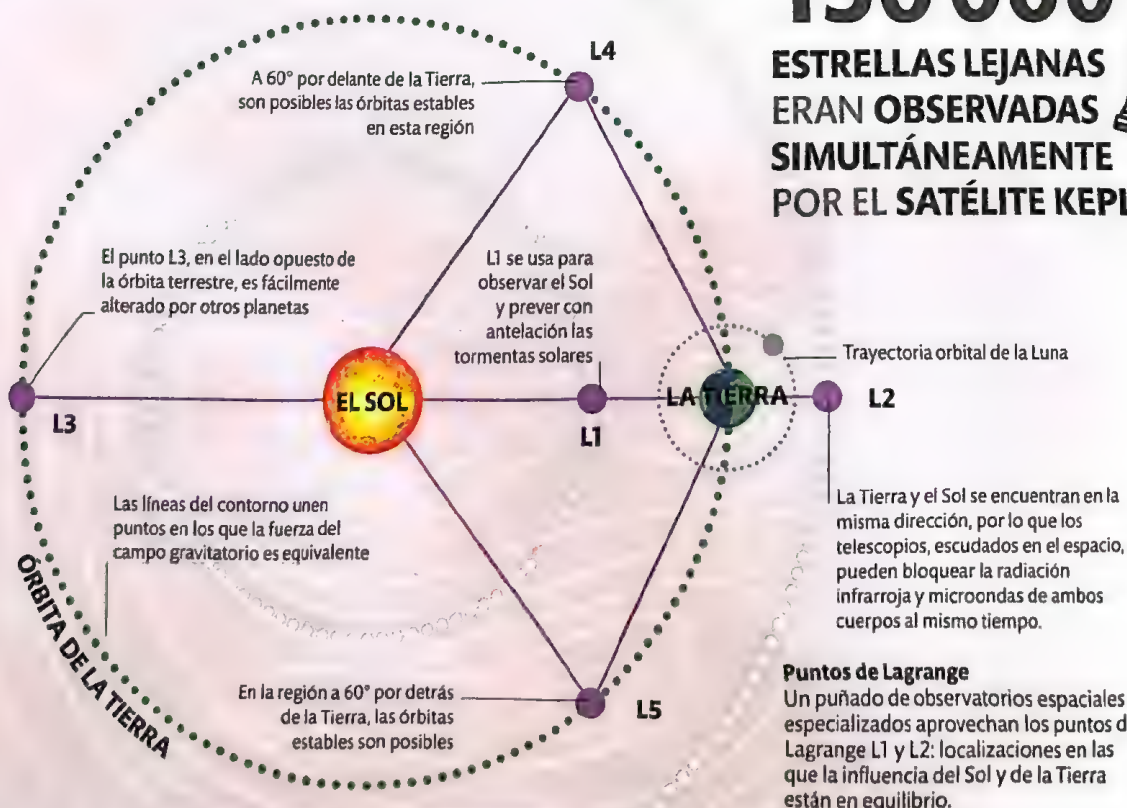 150 000
ESTRELLAS LEJANAS
ERAN OBSERVADAS
SIMULTÁNEAMENTE
POR EL SATÉLITE KEPL
L4
A 60° por delante de la Tierra,
son posibles las órbitas estables
en esta región
El punto L3, en el lado opuesto de
la órbita terrestre, es fácilmente
alterado por otros planetas
L1 se usa para
observar el Sol
y prever con
antelación las
tormentas solares
Trayectoria orbital de la Luna
L3
EL SOL
L1
LA TIERRA
L2
Las líneas del contorno unen
puntos en los que la fuerza del
campo gravitatorio es equivalente
La Tierra y el Sol se encuentran en la
misma dirección, por lo que los
telescopios, escudados en el espacio,
pueden bloquear la radiación
infrarroja y microondas de ambos
cuerpos al mismo tiempo.
ÓRBITA DE LA TIERRA
En la región a 60° por detrás
de la Tierra, las órbitas
estables son posibles
L5
Puntos de Lagrange
Un puñado de observatorios espaciales
especializados aprovechan los puntos d
Lagrange L1 y L2: localizaciones en las
que la influencia del Sol y de la Tierra
están en equilibrio.